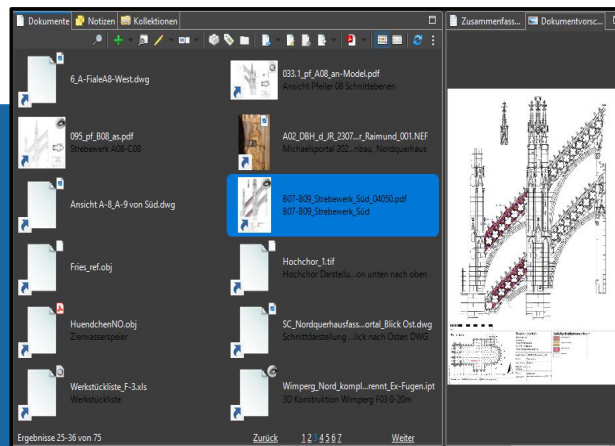 Dokumente Notizen Kollektionen
Zusammenfass... Dokumentvorsc...
6_A-FialeA8-West.dwg
033.1_pf_A08_an-Model.pdf
Ansicht Pfeiler 08 Schnittebenen
095_pf_B08_as.pdf
Strebewerk A08-C08
A02_DBH_d_JR_2307...r_Raimund_001.NEF
Michaelsportal 202...nbau, Nordquerhaus
Ansicht A-8_A-9 von Süd.dwg
B07-B09_Strebewerk_Süd_04050.pdf
B07-B09_Strebewerk_Süd
Fries_ref.obj
Hochchor_1.tif
Hochchor Darstellu...on unten nach oben
HuendchenNO.obj
Zierwasserspeier
SC_Nordquerhausfass...ortal_Blick Ost.dwg
Schnittdarstellung ...lick nach Osten DWG
Werkstückliste_F-3.xls
Werkstückliste
Wimperg_Nord_kompl...rennt_Ex-Fugen.ipt
3D Konstruktion Wimperg F03 0-20m
Ergebnisse 25-36 von 75 Zurück 1 2 3 4 5 6 7 Weiter